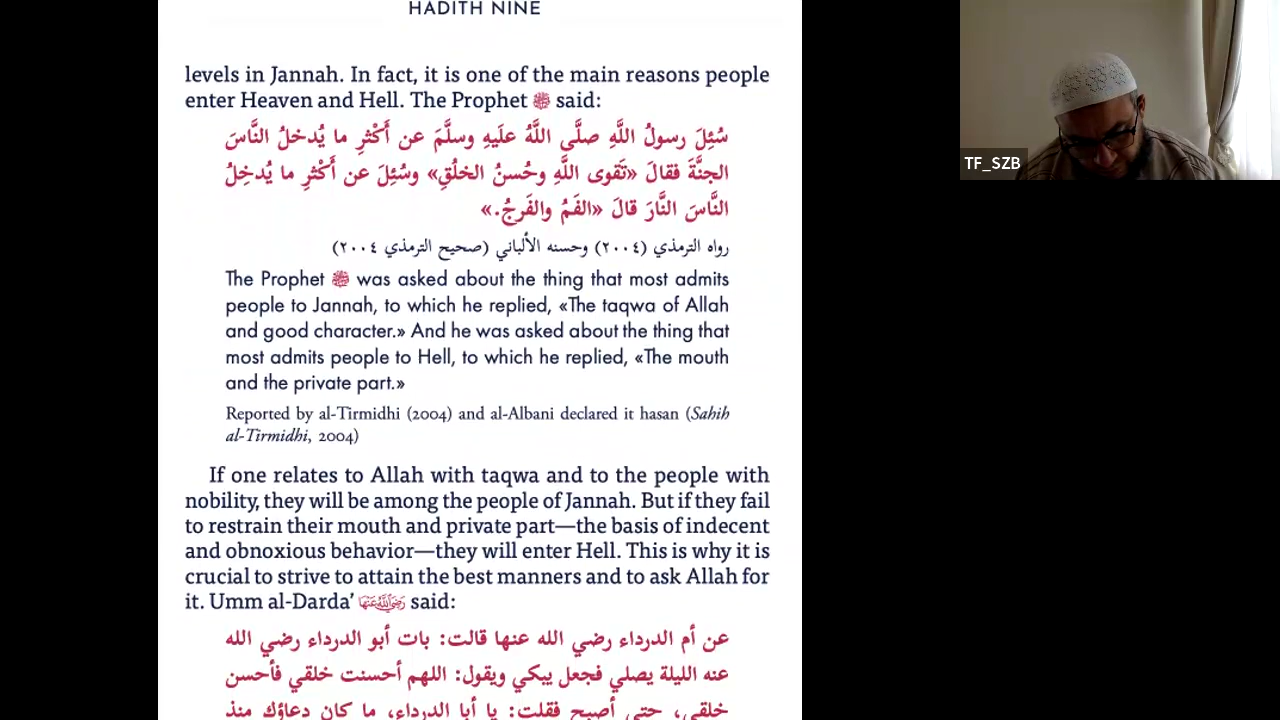 HADITH NINE
levels in Jannah. In fact, it is one of the main reasons people
enter Heaven and Hell. The Prophet ﷺ said:
سُئِلَ رسولُ اللَّهِ صلَّى اللَّهُ علَيهِ وسلَّمَ عن أَكْثرِ ما يُدخلُ النَّاسَ
الجنَّةَ فقالَ «تَقوى اللَّهِ وحُسنُ الخلُقِ» وسُئِلَ عن أَكْثرِ ما يُدخِلُ
النَّاسَ النَّارَ قالَ «الفَمُ والفَرجُ.»
رواه الترمذي (٢٠٠٤) وحسنه الألباني (صحيح الترمذي ٢٠٠٤)
The Prophet ﷺ was asked about the thing that most admits
people to Jannah, to which he replied, «The taqwa of Allah
and good character.» And he was asked about the thing that
most admits people to Hell, to which he replied, «The mouth
and the private part.»
Reported by al-Tirmidhi (2004) and al-Albani declared it hasan (Sahih
al-Tirmidhi, 2004)
If one relates to Allah with taqwa and to the people with
nobility, they will be among the people of Jannah. But if they fail
to restrain their mouth and private part—the basis of indecent
and obnoxious behavior—they will enter Hell. This is why it is
crucial to strive to attain the best manners and to ask Allah for
it. Umm al-Darda’ رَضِيَ اللَّهُ عَنْهَا said:
عن أم الدرداء رضي الله عنها قالت: بات أبو الدرداء رضي الله
عنه الليلة يصلي فجعل يبكي ويقول: اللهم أحسنت خلقي فأحسن
خلقي، حتى أصبح فقلت: يا أبا الدرداء، ما كان دعاؤك منذ
TF_SZB